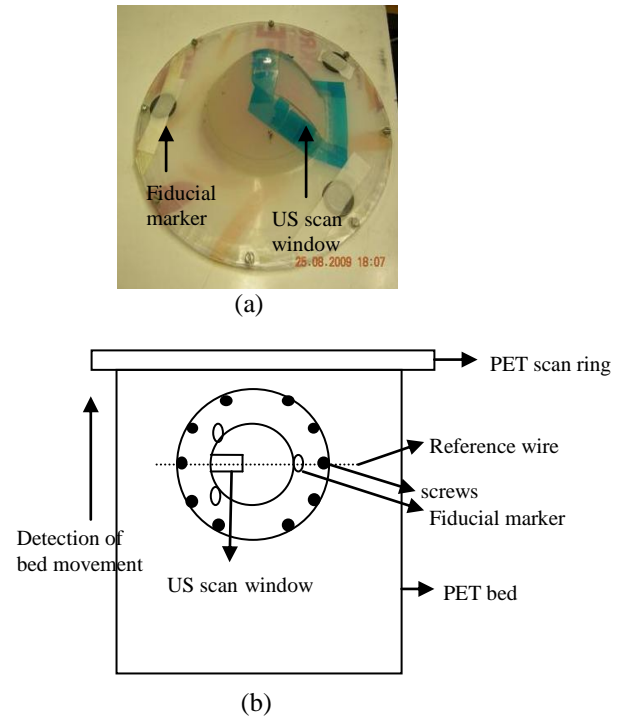 Fiducial
marker
US scan
window
25.08.2009 18:07
(a)
PET scan ring
Reference wire
screws
Fiducial marker
Detection of
bed movement
US scan window
PET bed
(b)